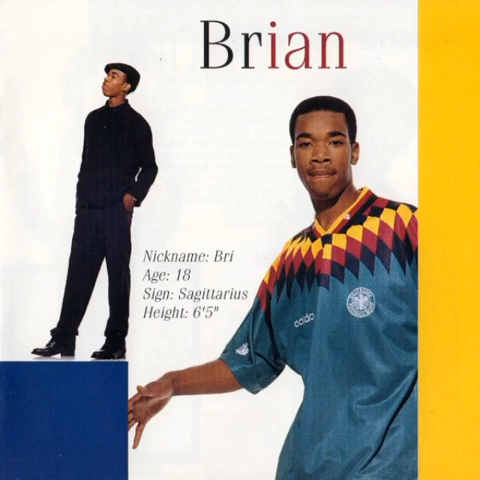 Brian
Nickname: Bri
Age: 18
Sign: Sagittarius
Height: 6'5"
adidas